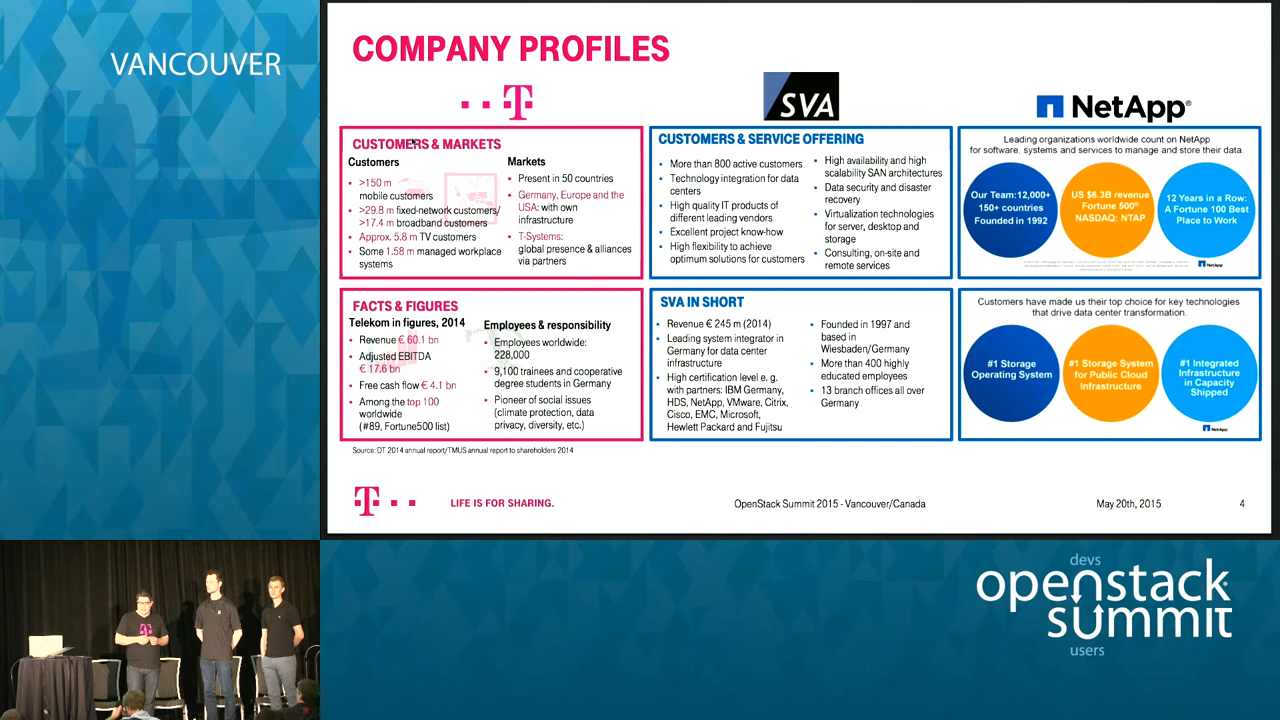 VANCOUVER
COMPANY PROFILES
T
SVA
NetApp®
CUSTOMERS & MARKETS
Customers
>150 m
mobile customers
>29.8 m fixed-network customers/
>17.4 m broadband customers
Approx. 5.8 m TV customers
Some 1.58 m managed workplace
systems
Markets
Present in 50 countries
Germany, Europe and the
USA: with own
infrastructure
T-Systems:
global presence & alliances
via partners
CUSTOMERS & SERVICE OFFERING
More than 800 active customers
Technology integration for data
centers
High quality IT products of
different leading vendors
Excellent project know-how
High flexibility to achieve
optimum solutions for customers
High availability and high
scalability SAN architectures
Data security and disaster
recovery
Virtualization technologies
for server, desktop and
storage
Consulting, on-site and
remote services
Leading organizations worldwide count on NetApp
for software, systems and services to manage and store their data.
Our Team:12,000+
150+ countries
Founded in 1992
US $6.3B revenue
Fortune 500®
NASDAQ: NTAP
12 Years in a Row:
A Fortune 100 Best
Place to Work
NetApp
FACTS & FIGURES
Telekom in figures, 2014
Revenue € 60.1 bn
Adjusted EBITDA
€ 17.6 bn
Free cash flow € 4.1 bn
Among the top 100
worldwide
(#89, Fortune500 list)
Employees & responsibility
Employees worldwide:
228,000
9,100 trainees and cooperative
degree students in Germany
Pioneer of social issues
(climate protection, data
privacy, diversity, etc.)
SVA IN SHORT
Revenue € 245 m (2014)
Leading system integrator in
Germany for data center
infrastructure
High certification level e. g.
with partners: IBM Germany,
HDS, NetApp, VMware, Citrix,
Cisco, EMC, Microsoft,
Hewlett Packard and Fujitsu
Founded in 1997 and
based in
Wiesbaden/Germany
More than 400 highly
educated employees
13 branch offices all over
Germany
Customers have made us their top choice for key technologies
that drive data center transformation.
#1 Storage
Operating System
#1 Storage System
for Public Cloud
Infrastructure
#1 Integrated
Infrastructure
in Capacity
Shipped
NetApp
Source: DT 2014 annual report/TMUS annual report to shareholders 2014
T
LIFE IS FOR SHARING.
OpenStack Summit 2015 - Vancouver/Canada
May 20th, 2015
4
devs
openstack
summit
users